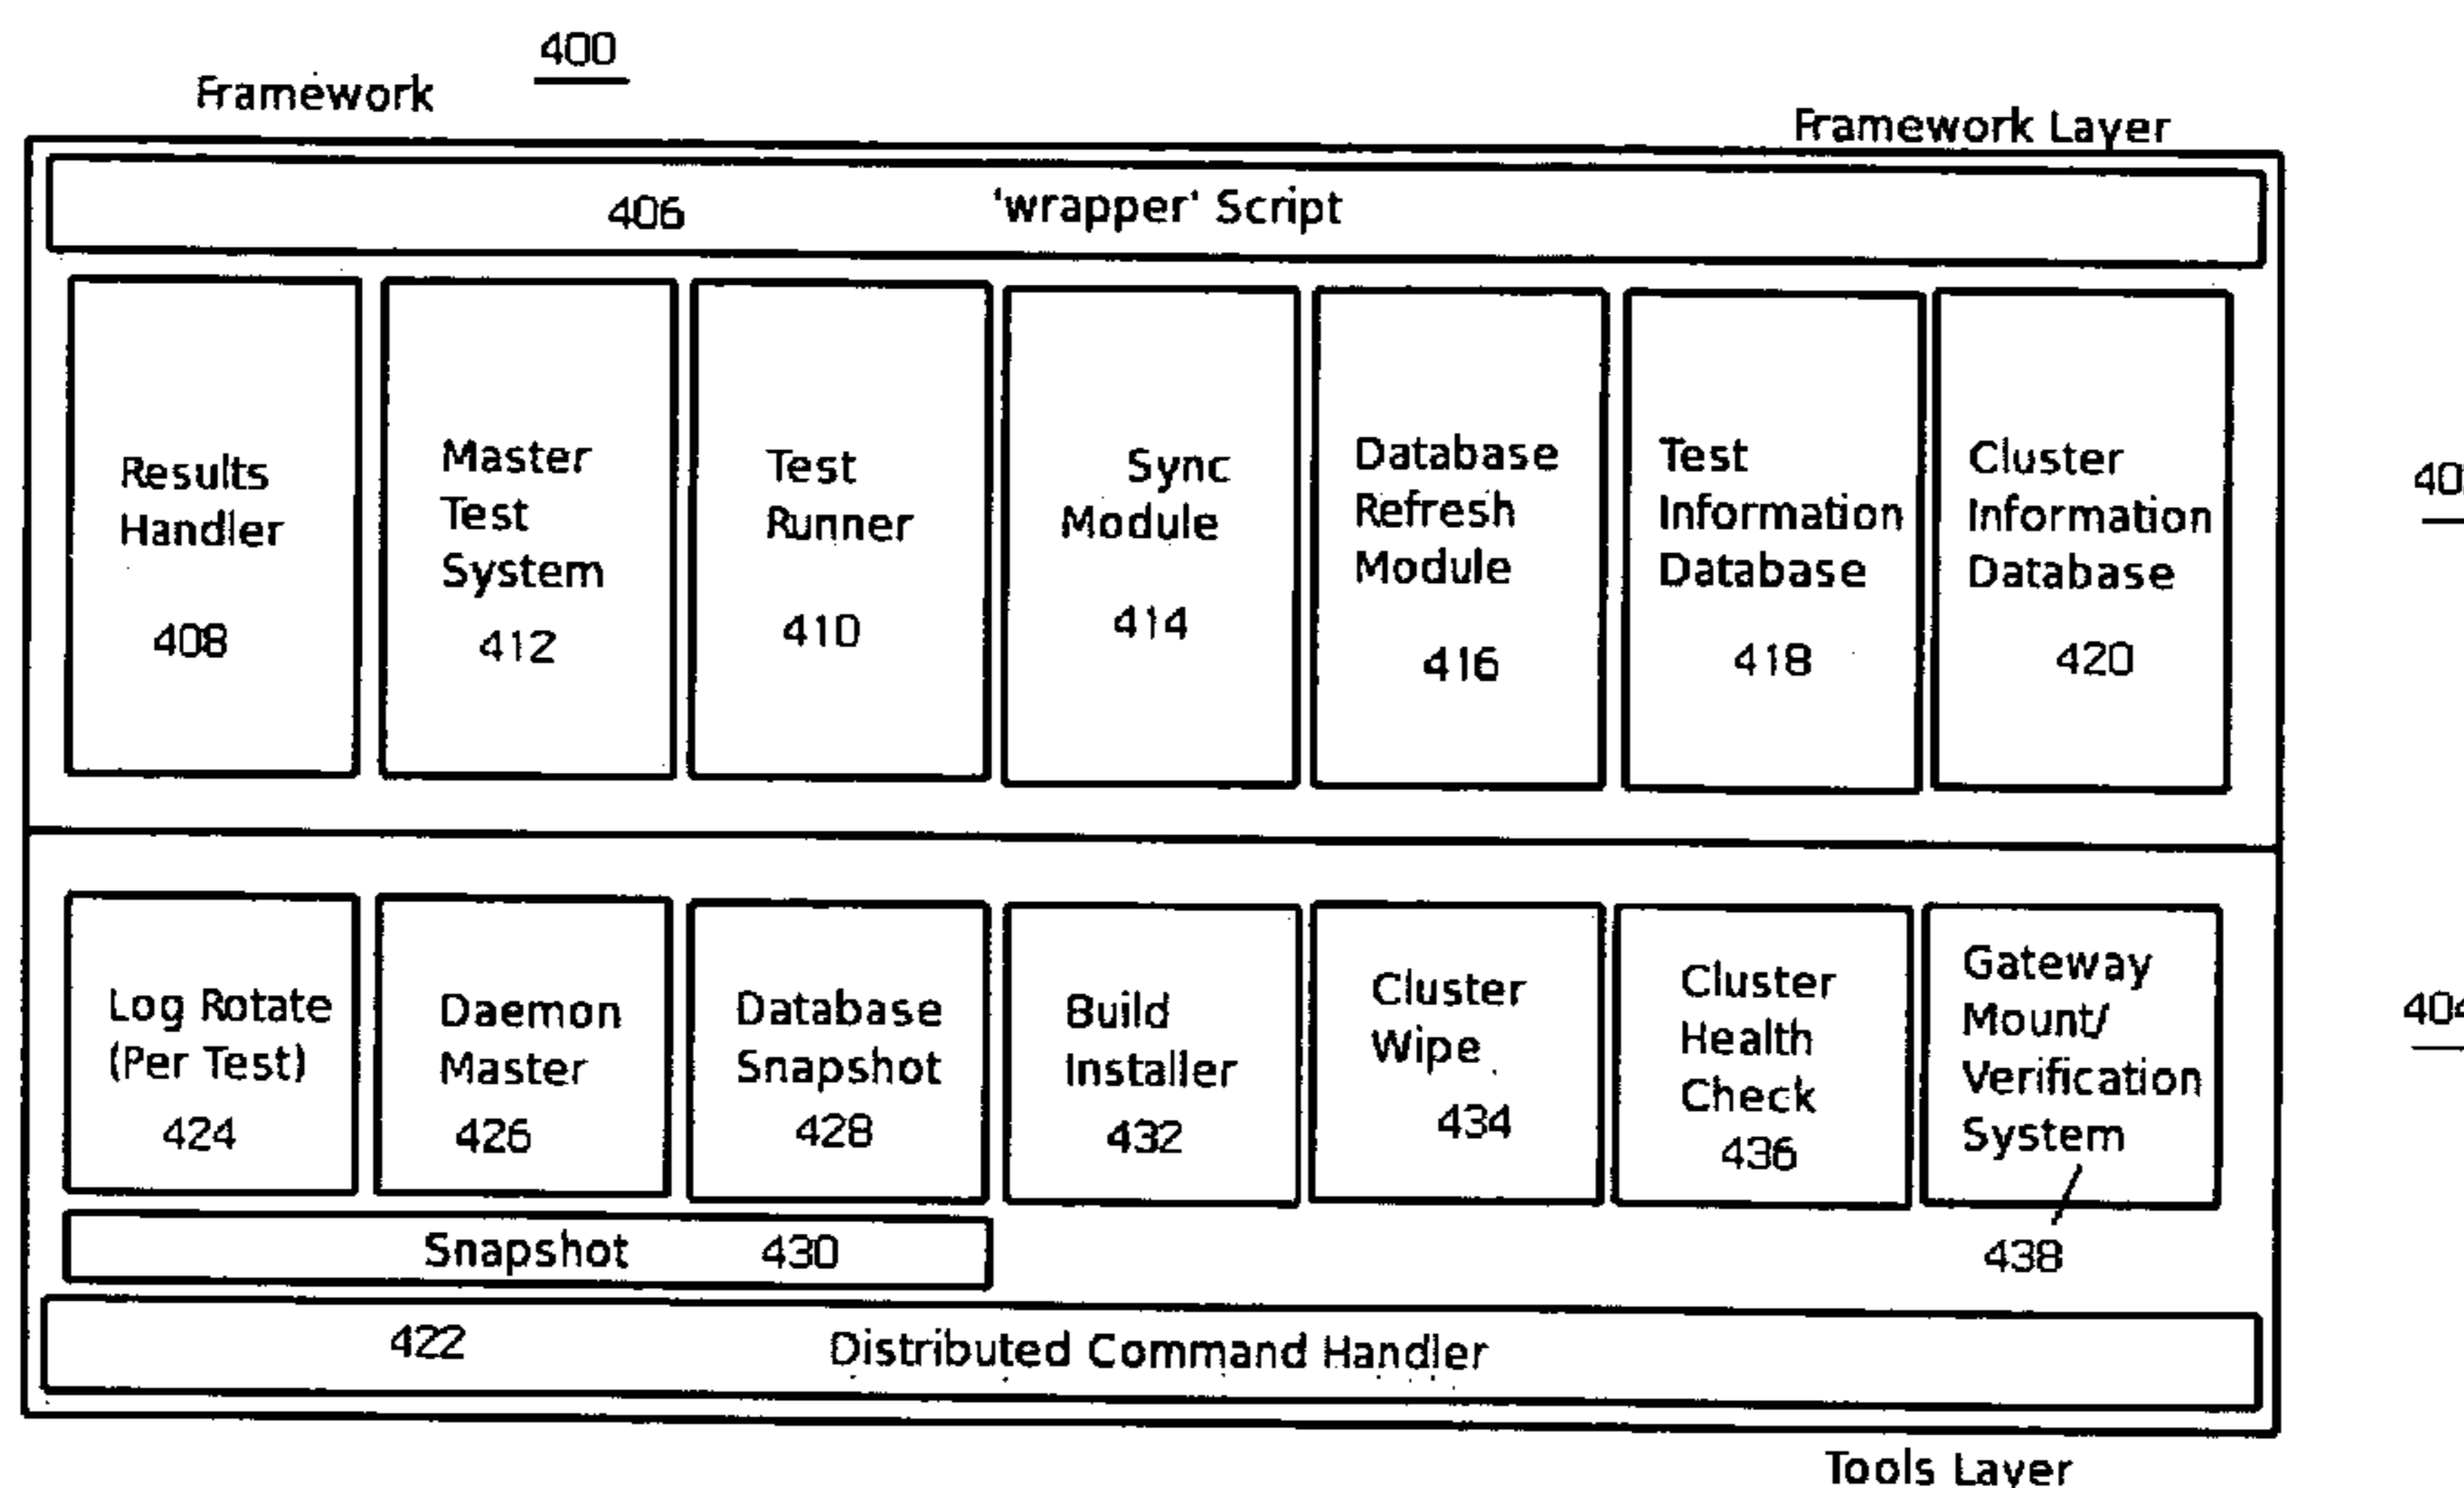 400
Framework
Framework Layer
406 'wrapper' Script
Results
Handler
408
Master
Test
System
412
Test
Runner
410
Sync
Module
414
Database
Refresh
Module
416
Test
Information
Database
418
Cluster
Information
Database
420
Log Rotate
(Per Test)
424
Daemon
Master
426
Database
Snapshot
428
Build
Installer
432
Cluster
Wipe
434
Cluster
Health
Check
436
Gateway
Mount/
Verification
System
438
404
Snapshot 430
422 Distributed Command Handler
Tools Layer